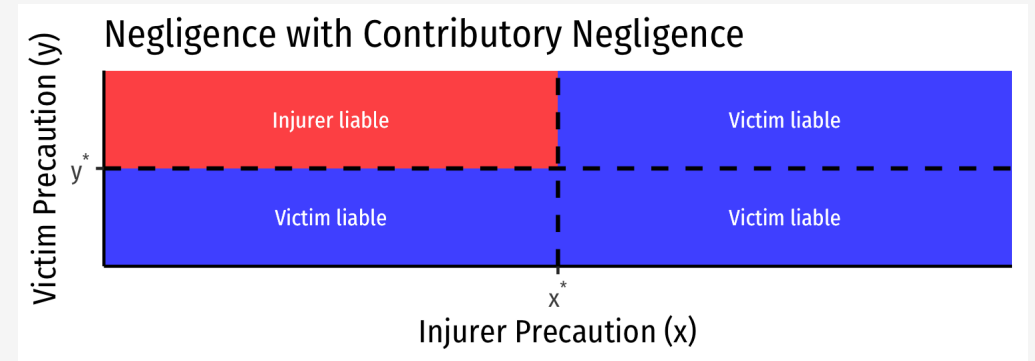 Negligence with Contributory Negligence
Victim Precaution (y)
Injurer liable
Victim liable
y*
Victim liable
Victim liable
x*
Injurer Precaution (x)